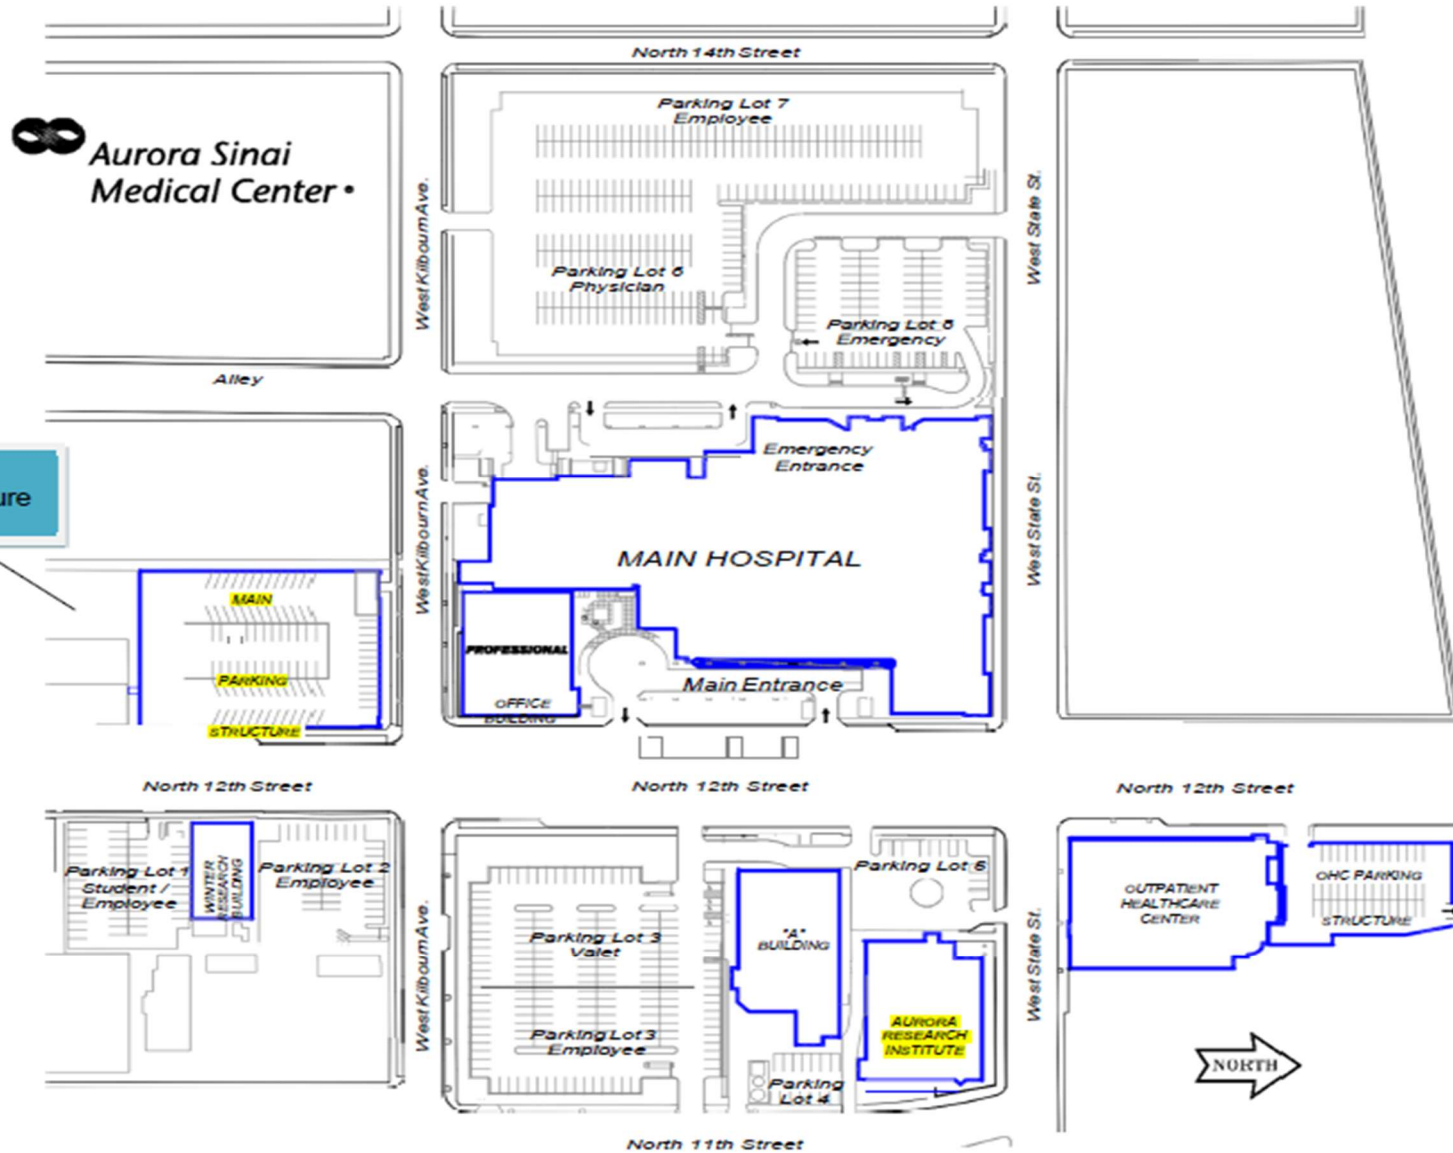 North 14th Street
Parking Lot 7
Employee
Aurora Sinai
Medical Center
West Kilbourn Ave.
West State St.
Parking Lot 6
Physician
Parking Lot 5
Emergency
Alley
Emergency
Entrance
ure
West Kilbourn Ave.
West State St.
MAIN HOSPITAL
MAIN
PARKING
STRUCTURE
PROFESSIONAL
OFFICE
BUILDING
Main Entrance
North 12th Street
North 12th Street
North 12th Street
Parking Lot 1
Student /
Employee
WINTER
RESEARCH
BUILDING
Parking Lot 2
Employee
West Kilbourn Ave.
Parking Lot 3
Valet
Parking Lot 3
Employee
"A"
BUILDING
Parking Lot 5
AURORA
RESEARCH
INSTITUTE
Parking
Lot 4
West State St.
OUTPATIENT
HEALTHCARE
CENTER
OHC PARKING
STRUCTURE
NORTH
North 11th Street